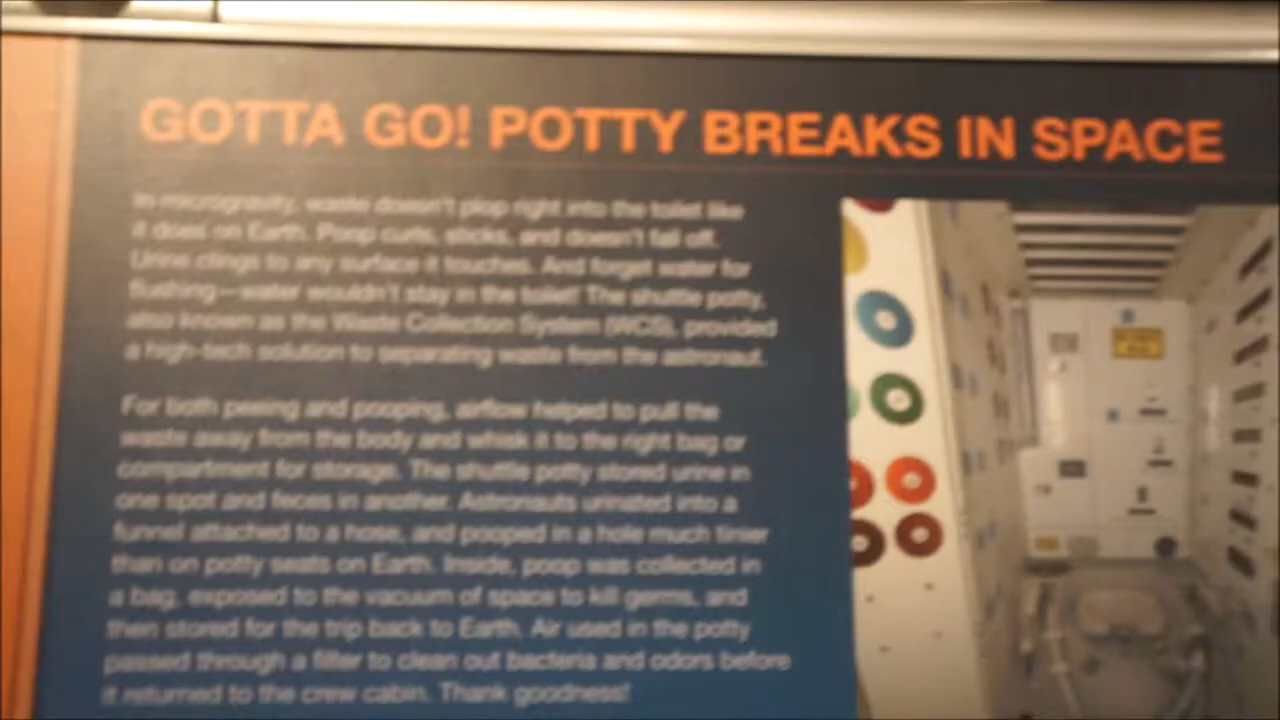 GOTTA GO! POTTY BREAKS IN SPACE
In microgravity, waste doesn't plop right into the toilet like
it does on Earth. Poop curls, sticks, and doesn't fall off.
Urine clings to any surface it touches. And forget water for
flushing—water wouldn't stay in the toilet! The shuttle potty,
also known as the Waste Collection System (WCS), provided
a high-tech solution to separating waste from the astronaut.
For both peeing and pooping, airflow helped to pull the
waste away from the body and whisk it to the right bag or
compartment for storage. The shuttle potty stored urine in
one spot and feces in another. Astronauts urinated into a
funnel attached to a hose, and pooped in a hole much tinier
than on potty seats on Earth. Inside, poop was collected in
a bag, exposed to the vacuum of space to kill germs, and
then stored for the trip back to Earth. Air used in the potty
passed through a filter to clean out bacteria and odors before
it returned to the crew cabin. Thank goodness!